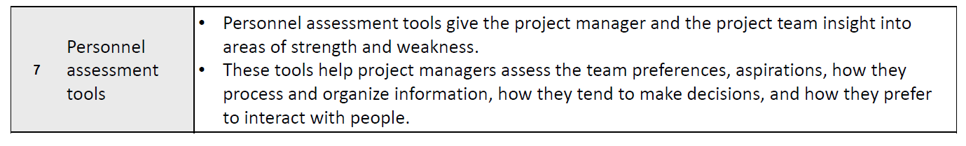 7
Personnel
assessment
tools
• Personnel assessment tools give the project manager and the project team insight into
areas of strength and weakness.
• These tools help project managers assess the team preferences, aspirations, how they
process and organize information, how they tend to make decisions, and how they prefer
to interact with people.